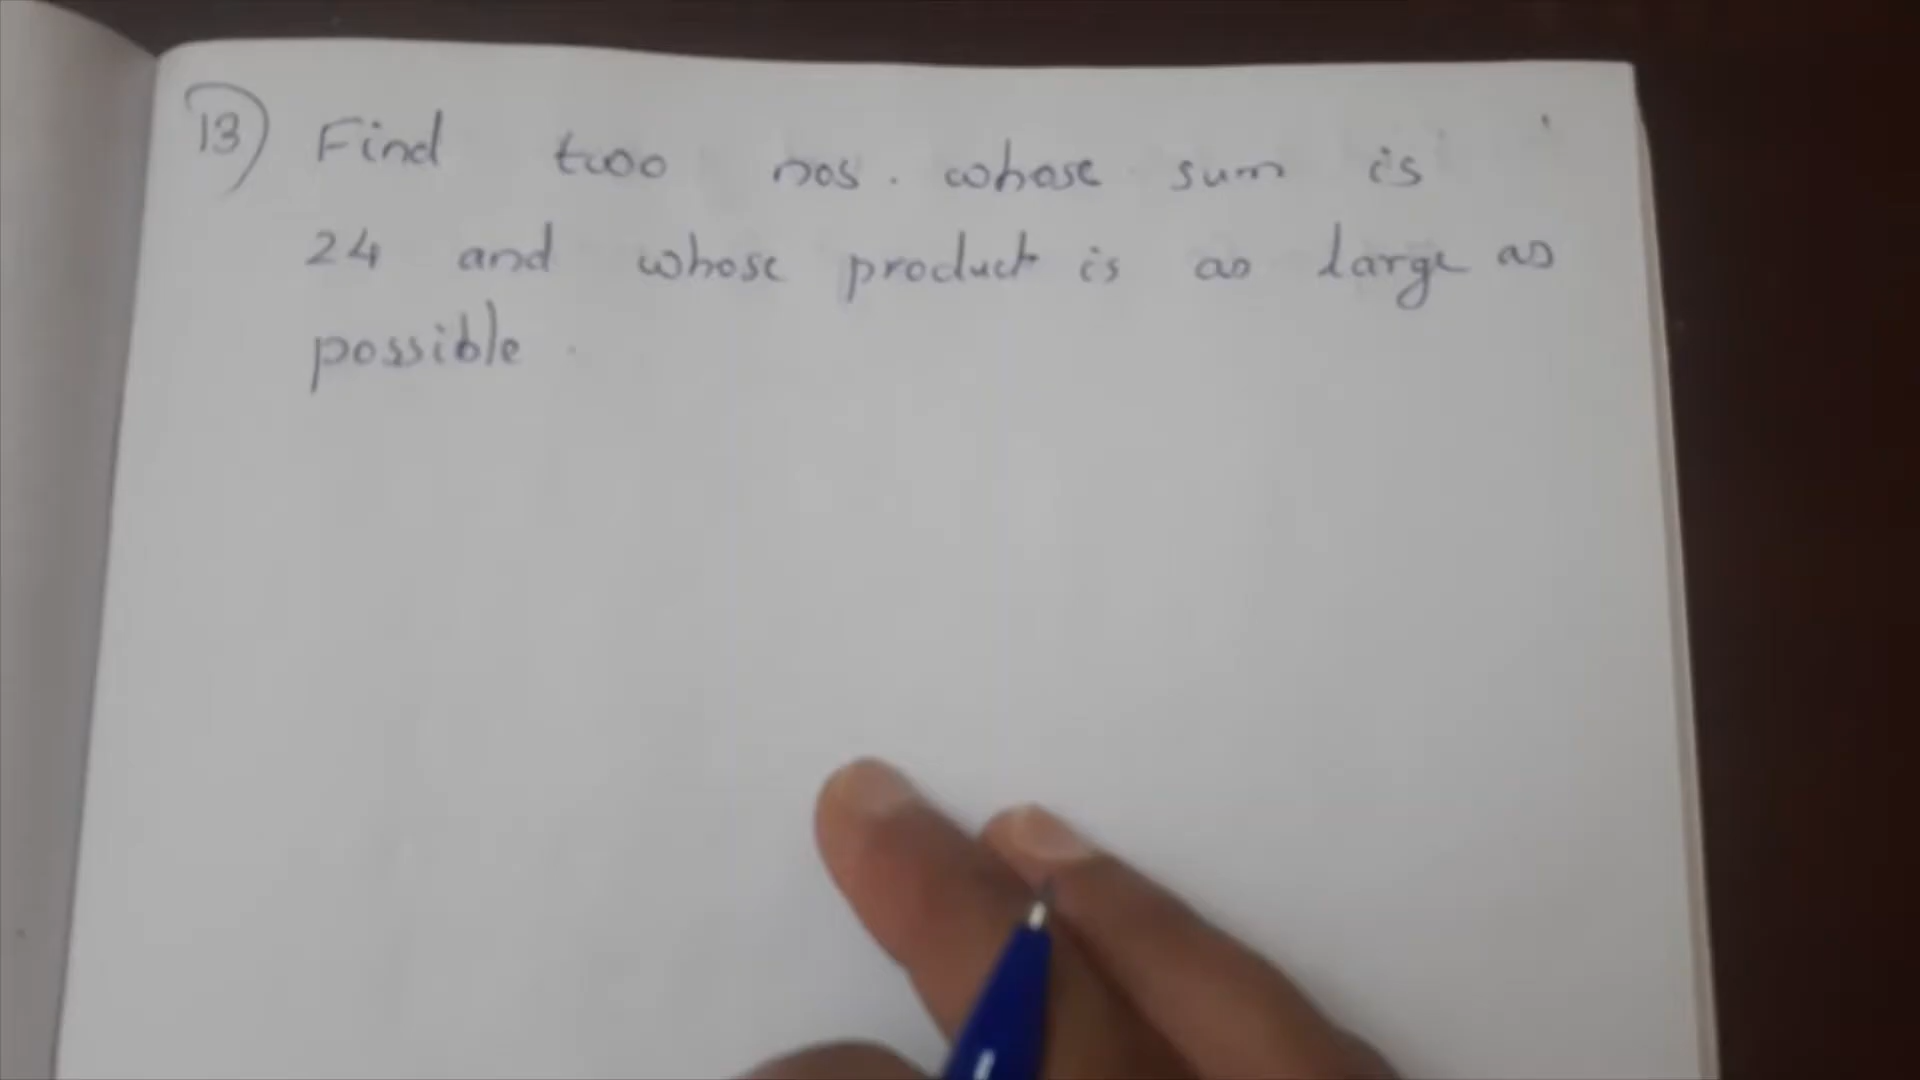 13) Find two nos. whose sum is
24 and whose product is as large as
possible.